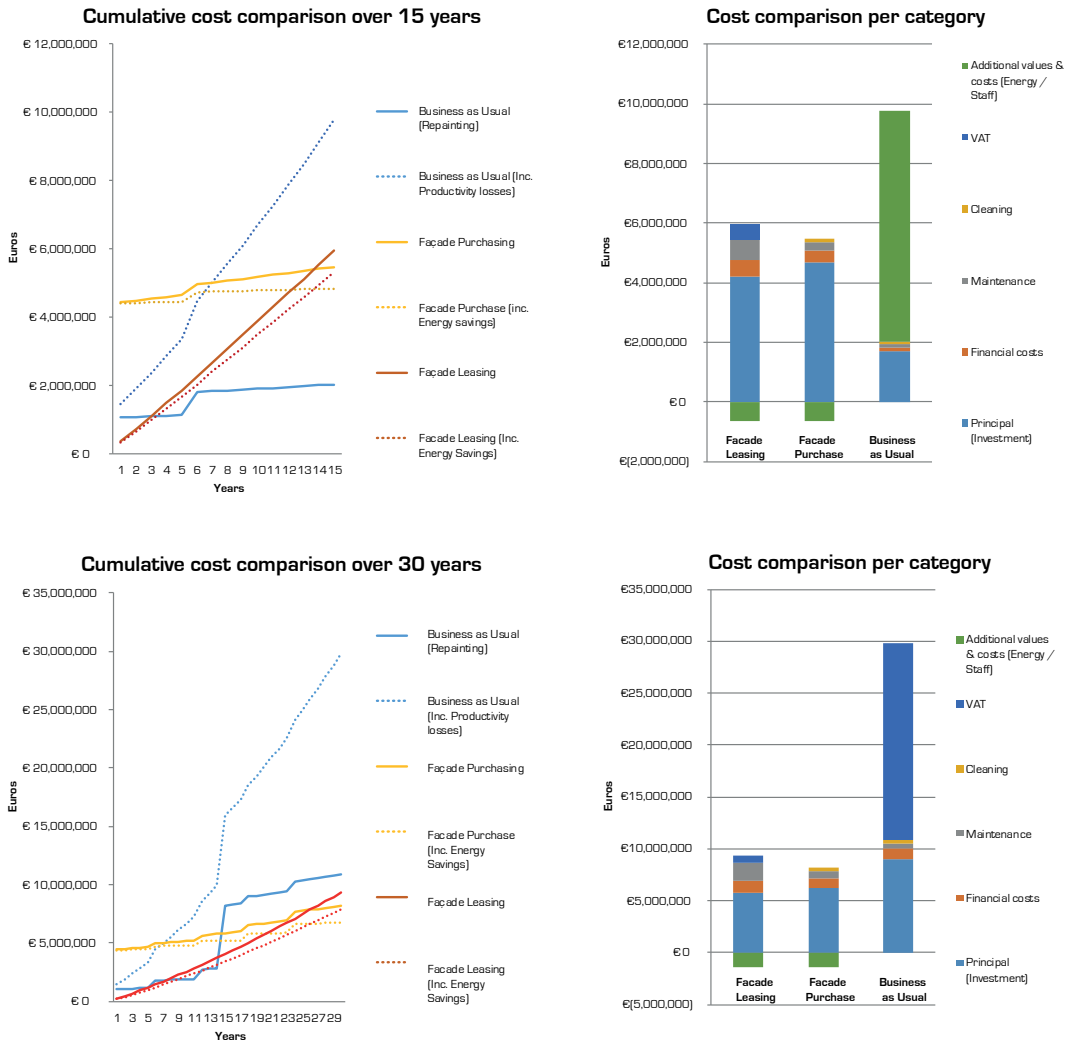 Cumulative cost comparison over 15 years
€ 12,000,000
€ 10,000,000
€ 8,000,000
€ 6,000,000
€ 4,000,000
€ 2,000,000
€ 0
Euros
1 2 3 4 5 6 7 8 9 10 11 12 13 14 15
Years
Business as Usual
(Repainting)
Business as Usual (Inc.
Productivity losses)
Façade Purchasing
Facade Purchase (inc.
Energy savings)
Façade Leasing
Facade Leasing (Inc.
Energy Savings)
Cost comparison per category
€12,000,000
€10,000,000
€8,000,000
€6,000,000
€4,000,000
€2,000,000
€ 0
€(2,000,000)
Euros
Facade
Leasing
Facade
Purchase
Business
as Usual
Additional values &
costs (Energy /
Staff)
VAT
Cleaning
Maintenance
Financial costs
Principal
(Investment)
Cumulative cost comparison over 30 years
€ 35,000,000
€ 30,000,000
€ 25,000,000
€ 20,000,000
€ 15,000,000
€ 10,000,000
€ 5,000,000
€ 0
Euros
1 3 5 7 9 11 13 15 17 19 21 23 25 27 29
Years
Business as Usual
(Repainting)
Business as Usual
(Inc. Productivity
losses)
Façade Purchasing
Facade Purchase
(Inc. Energy
Savings)
Façade Leasing
Facade Leasing
(Inc. Energy
Savings)
Cost comparison per category
€35,000,000
€30,000,000
€25,000,000
€20,000,000
€15,000,000
€10,000,000
€5,000,000
€ 0
€(5,000,000)
Euros
Facade
Leasing
Facade
Purchase
Business
as Usual
Additional values
& costs (Energy /
Staff)
VAT
Cleaning
Maintenance
Financial costs
Principal
(Investment)